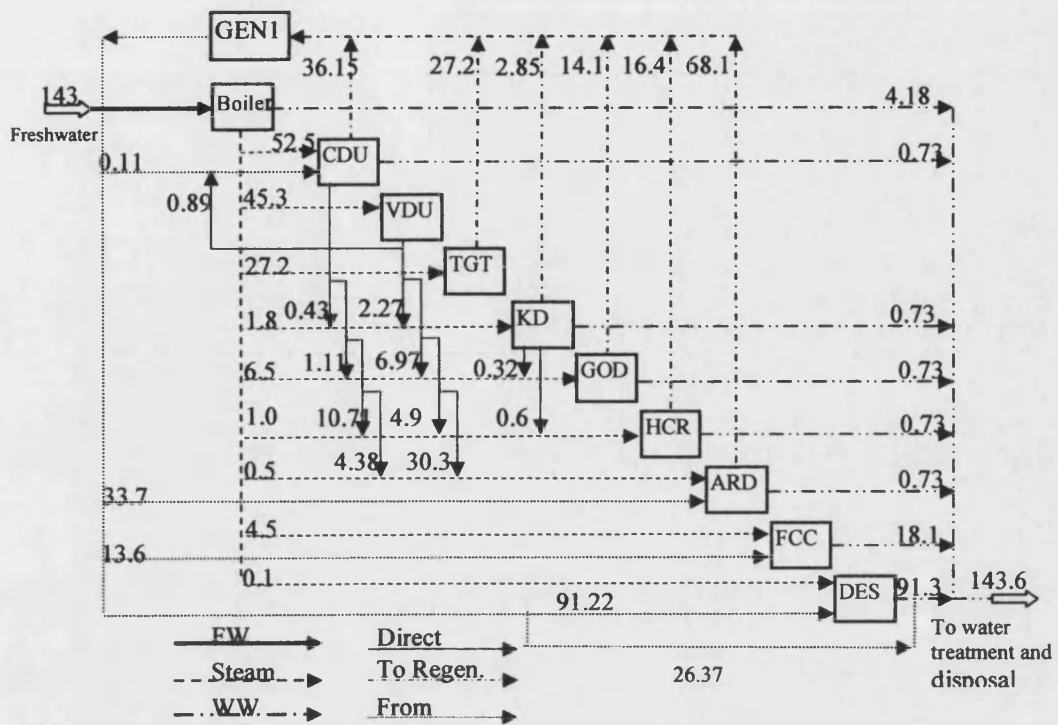 GEN1
36.15 27.2 2.85 14.1 16.4 68.1
143 Boiler 4.18
Freshwater
52.5 CDU 0.73
0.11
0.89 45.3 VDU
27.2 TGT
0.43 2.27 KD 0.73
1.8
1.11 6.97 0.32 GOD 0.73
6.5
1.0 10.71 4.9 0.6 HCR 0.73
4.38 30.3
0.5 ARD 0.73
33.7
4.5 FCC 18.1
13.6
0.1 DES 91.3 143.6
91.22
FW Direct To water
treatment and
Steam To Regen. 26.37 disposal
WW From